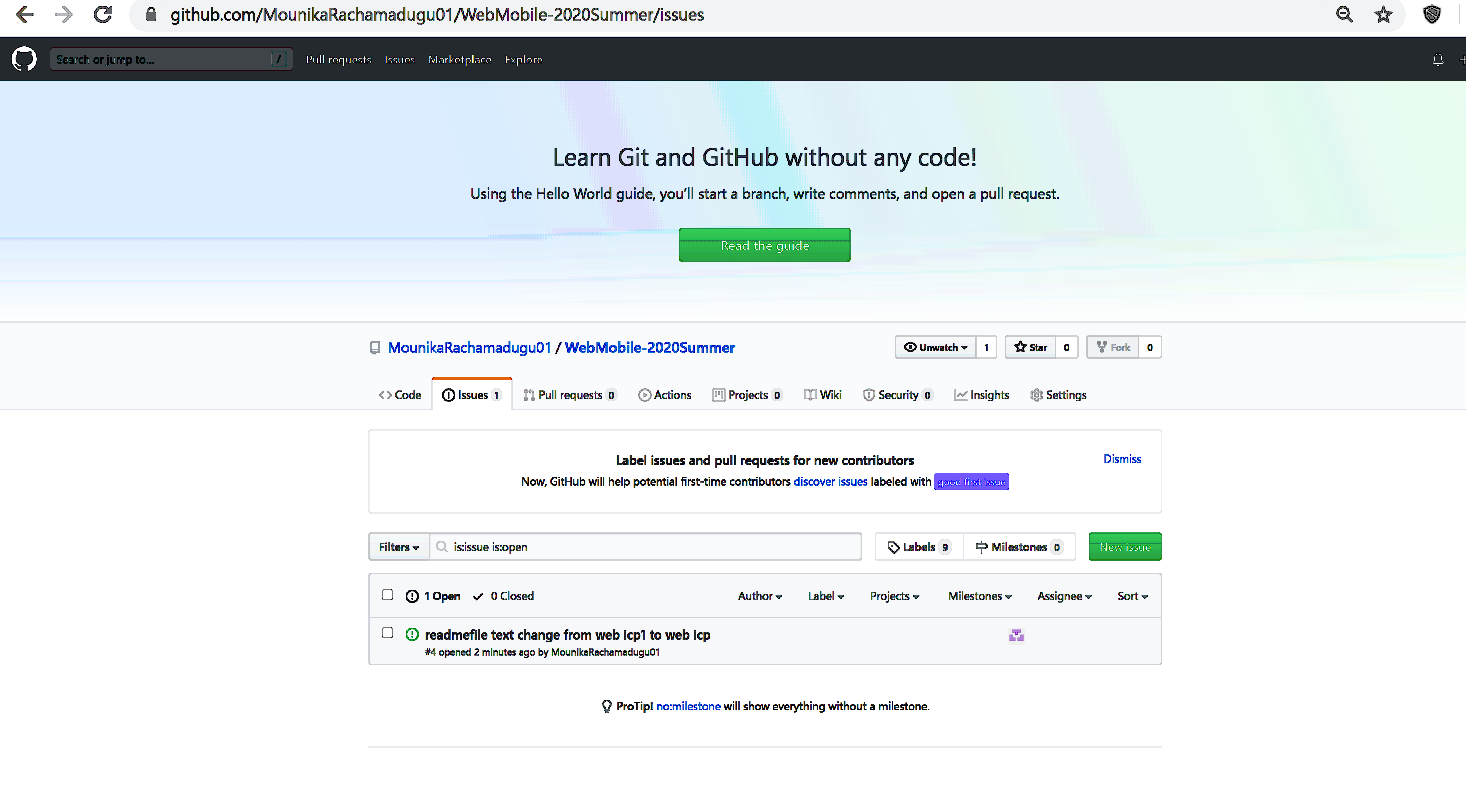 github.com/MounikaRachamadugu01/WebMobile-2020Summer/issues
Search or jump to... /
Pull requests Issues Marketplace Explore
Learn Git and GitHub without any code!
Using the Hello World guide, you’ll start a branch, write comments, and open a pull request.
Read the guide
MounikaRachamadugu01 / WebMobile-2020Summer
Unwatch 1 Star 0 Fork 0
Code Issues 1 Pull requests 0 Actions Projects 0 Wiki Security 0 Insights Settings
Label issues and pull requests for new contributors
Dismiss
Now, GitHub will help potential first-time contributors discover issues labeled with good first issue
Filters is:issue is:open Labels 9 Milestones 0 New issue
1 Open 0 Closed Author Label Projects Milestones Assignee Sort
readmefile text change from web icp1 to web icp
#4 opened 2 minutes ago by MounikaRachamadugu01
ProTip! no:milestone will show everything without a milestone.